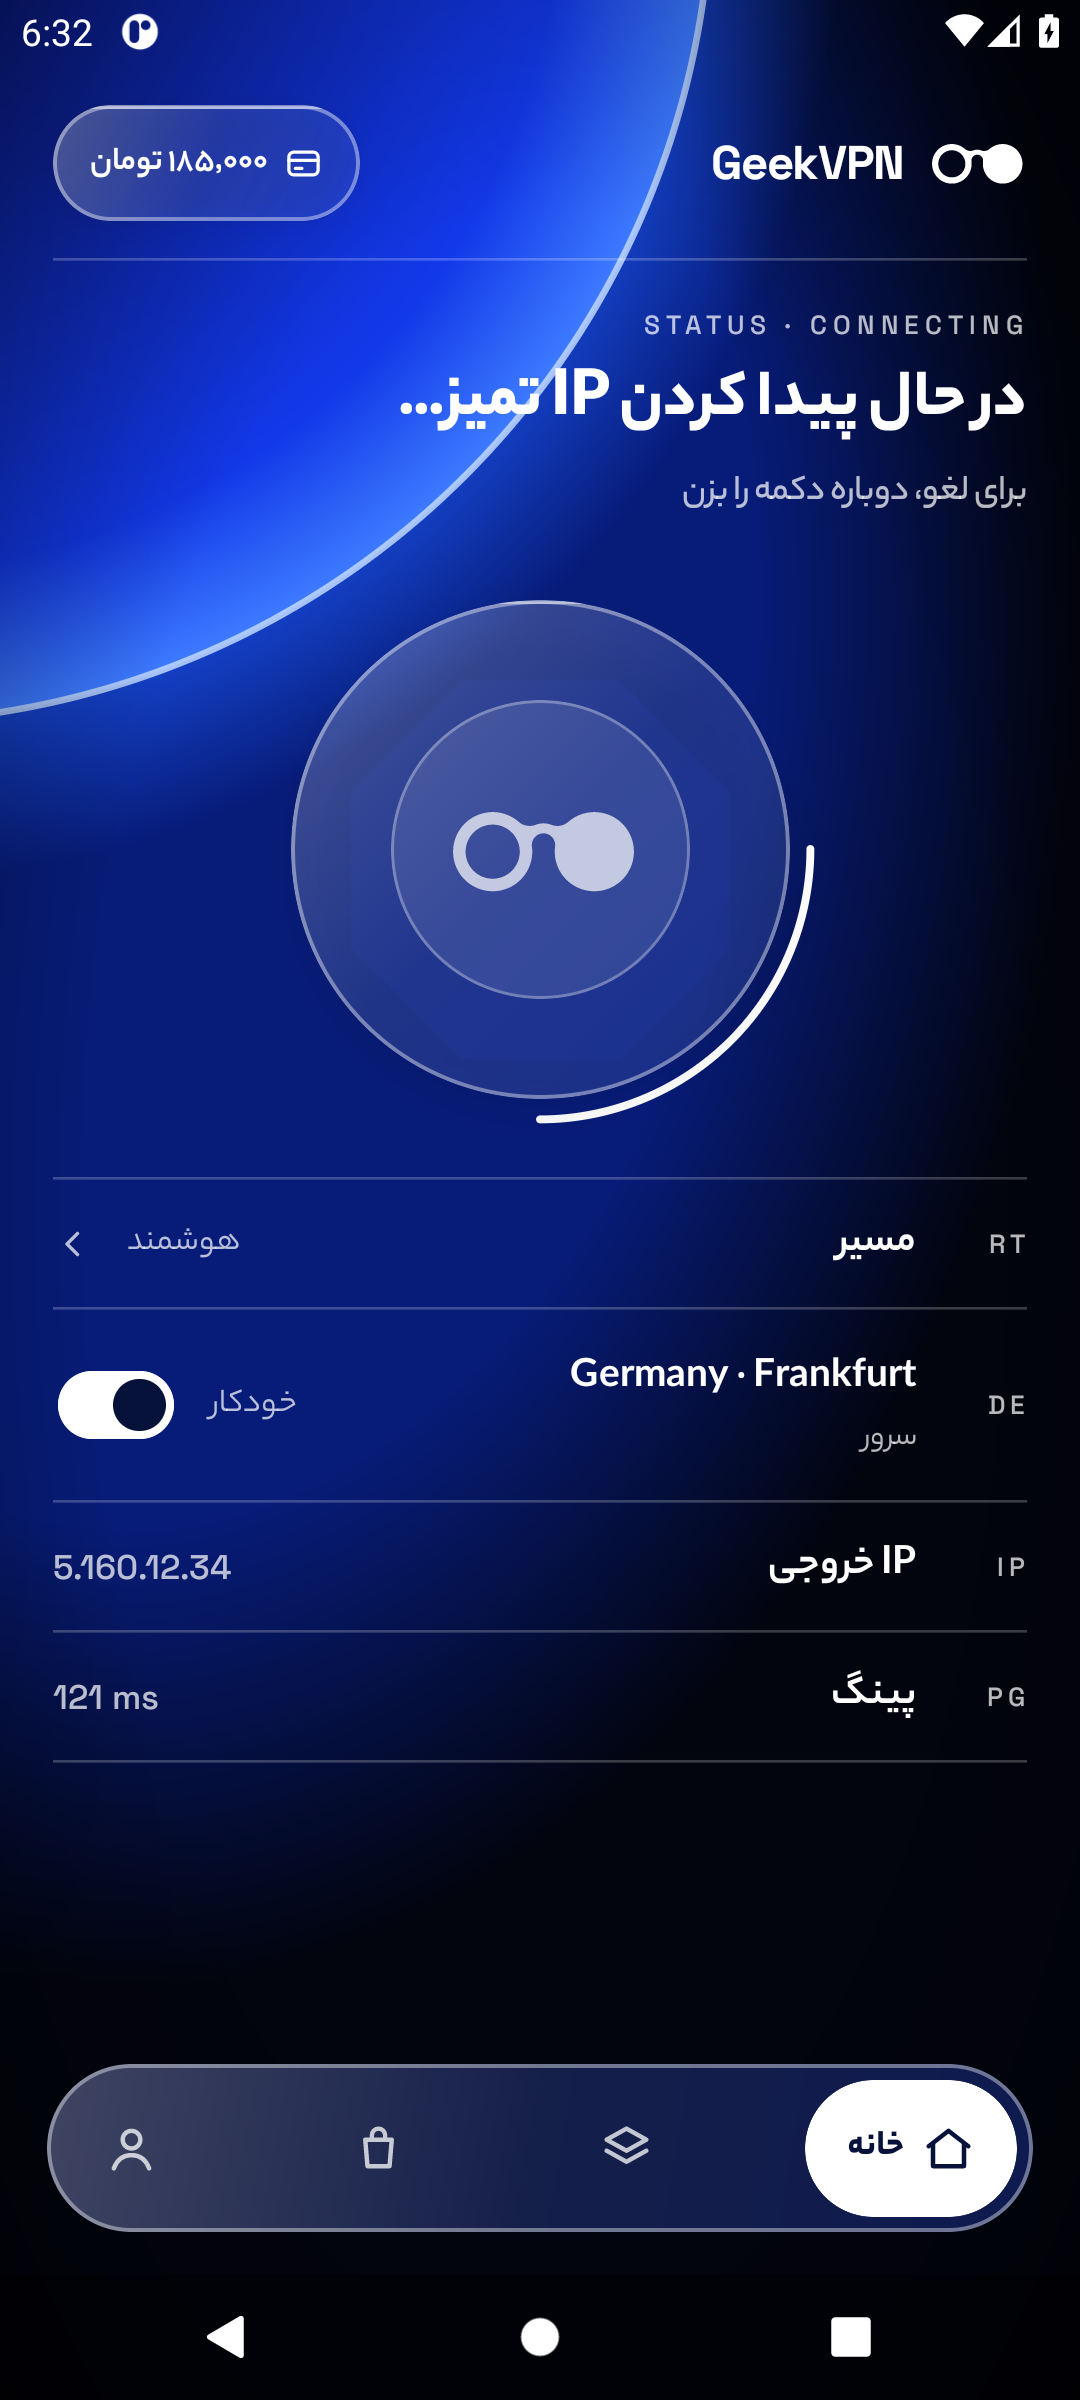 6:32
GeekVPN
۱۸۵,۰۰۰ تومان
STATUS · CONNECTING
در حال پیدا کردن IP تمیز...
برای لغو، دوباره دکمه را بزن
RT مسیر هوشمند
DE Germany · Frankfurt خودکار
سرور
IP IP خروجی 5.160.12.34
PG پینگ 121 ms
خانه